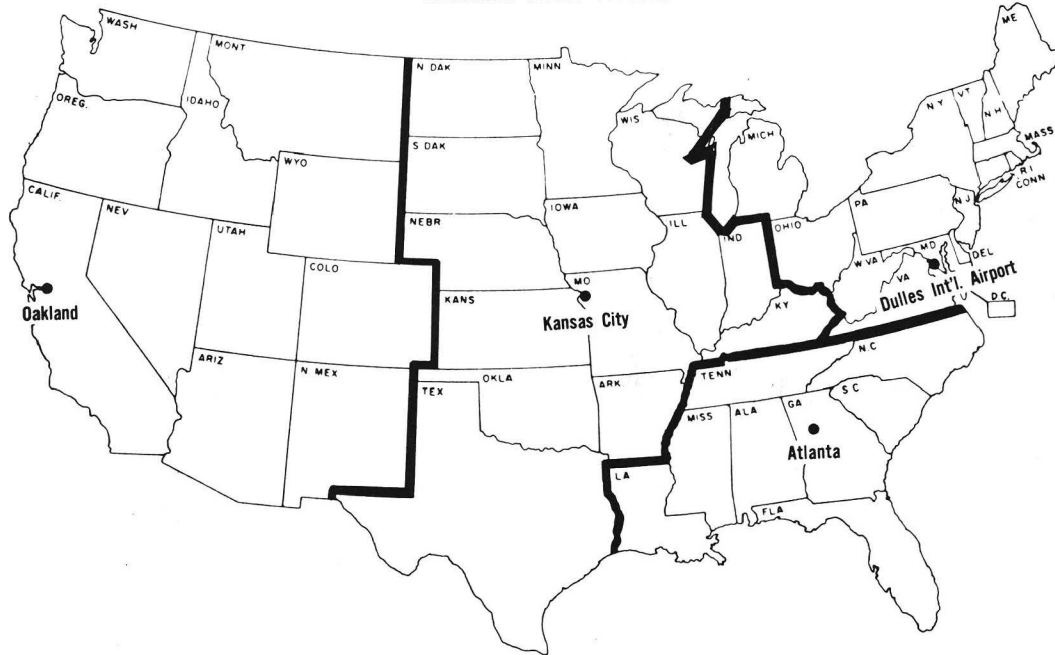 WASH
MONT
N DAK
MINN
ME
OREG.
IDAHO
WIS
MICH
N Y
VT
N H
MASS
R I
CONN
S DAK
WYO
CALIF.
NEV
UTAH
NEBR
IOWA
ILL
IND
OHIO
PA
N J
COLO
KANS
MO
W VA
VA
MD
DEL
D C
KY
Oakland
Kansas City
Dulles Int'l. Airport
ARIZ
N MEX
TEX
OKLA
ARK
TENN
N.C
S C
MISS
ALA
GA
Atlanta
LA
FLA